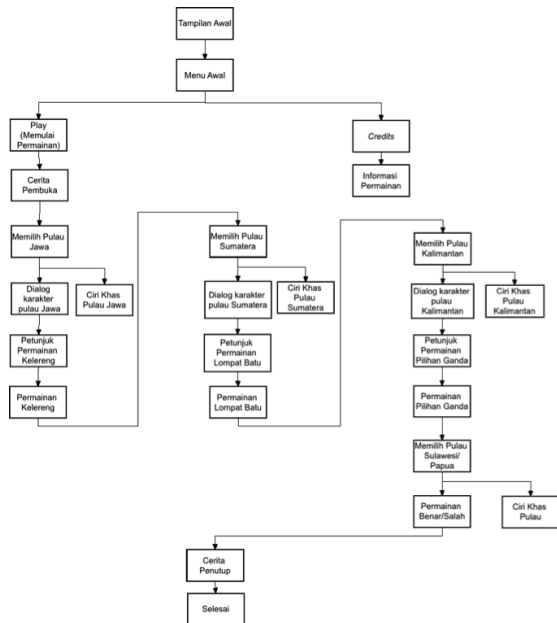 Tampilan Awal
Menu Awal
Play
(Memulai
Permainan)
Credits
Cerita
Pembuka
Informasi
Permainan
Memilih Pulau
Jawa
Memilih Pulau
Sumatera
Memilih Pulau
Kalimantan
Dialog karakter
pulau Jawa
Ciri Khas
Pulau Jawa
Dialog karakter
pulau Sumatera
Ciri Khas
Pulau
Sumatera
Dialog karakter
pulau
Kalimantan
Ciri Khas
Pulau
Kalimantan
Petunjuk
Permainan
Kelereng
Petunjuk
Permainan
Lompat Batu
Petunjuk
Permainan
Pilihan Ganda
Permainan
Kelereng
Permainan
Lompat Batu
Permainan
Pilihan Ganda
Memilih Pulau
Sulawesi/
Papua
Permainan
Benar/Salah
Ciri Khas
Pulau
Cerita
Penutup
Selesai